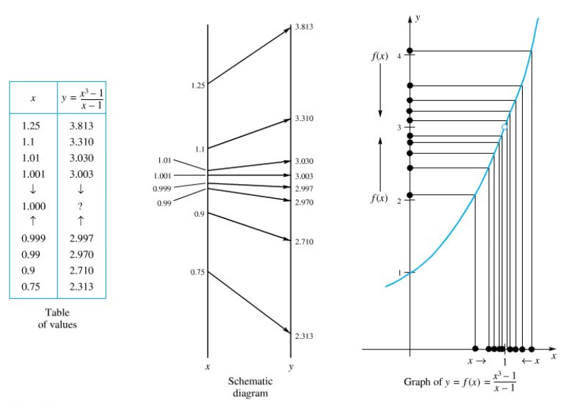 x y = x³ − 1 / x − 1
1.25 3.813
1.1 3.310
1.01 3.030
1.001 3.003
↓ ↓
1.000 ?
↑ ↑
0.999 2.997
0.99 2.970
0.9 2.710
0.75 2.313
Table
of values
3.813
1.25
3.310
1.1
1.01
3.030
1.001
3.003
0.999
2.997
0.99
2.970
0.9
2.710
0.75
2.313
x y
Schematic
diagram
y
f(x)
4
3
f(x)
2
1
x → 1 ← x x
Graph of y = f(x) = x³ − 1 / x − 1